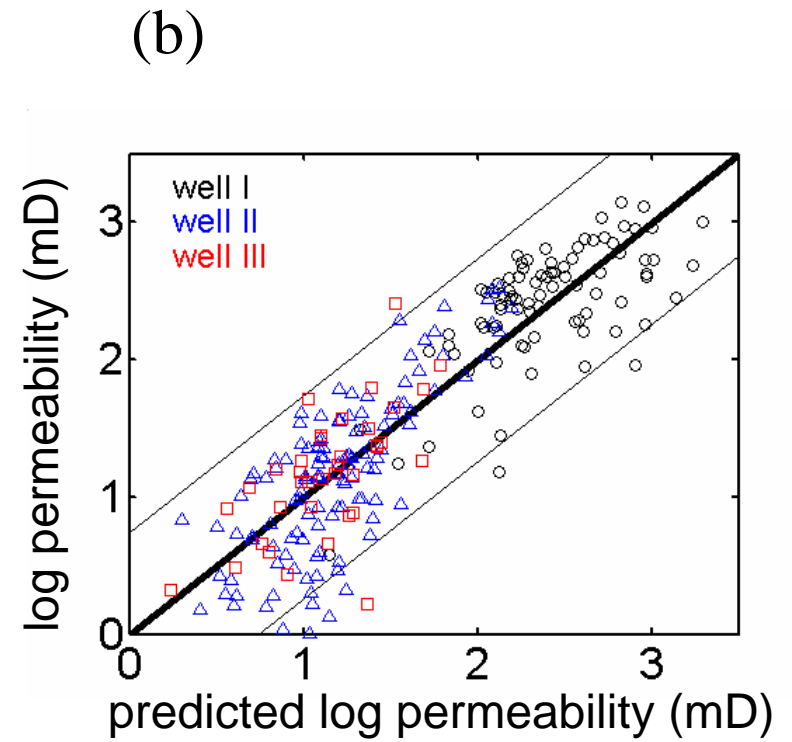 (b)
well I
well II
well III
log permeability (mD)
3
2
1
0
0 1 2 3
predicted log permeability (mD)